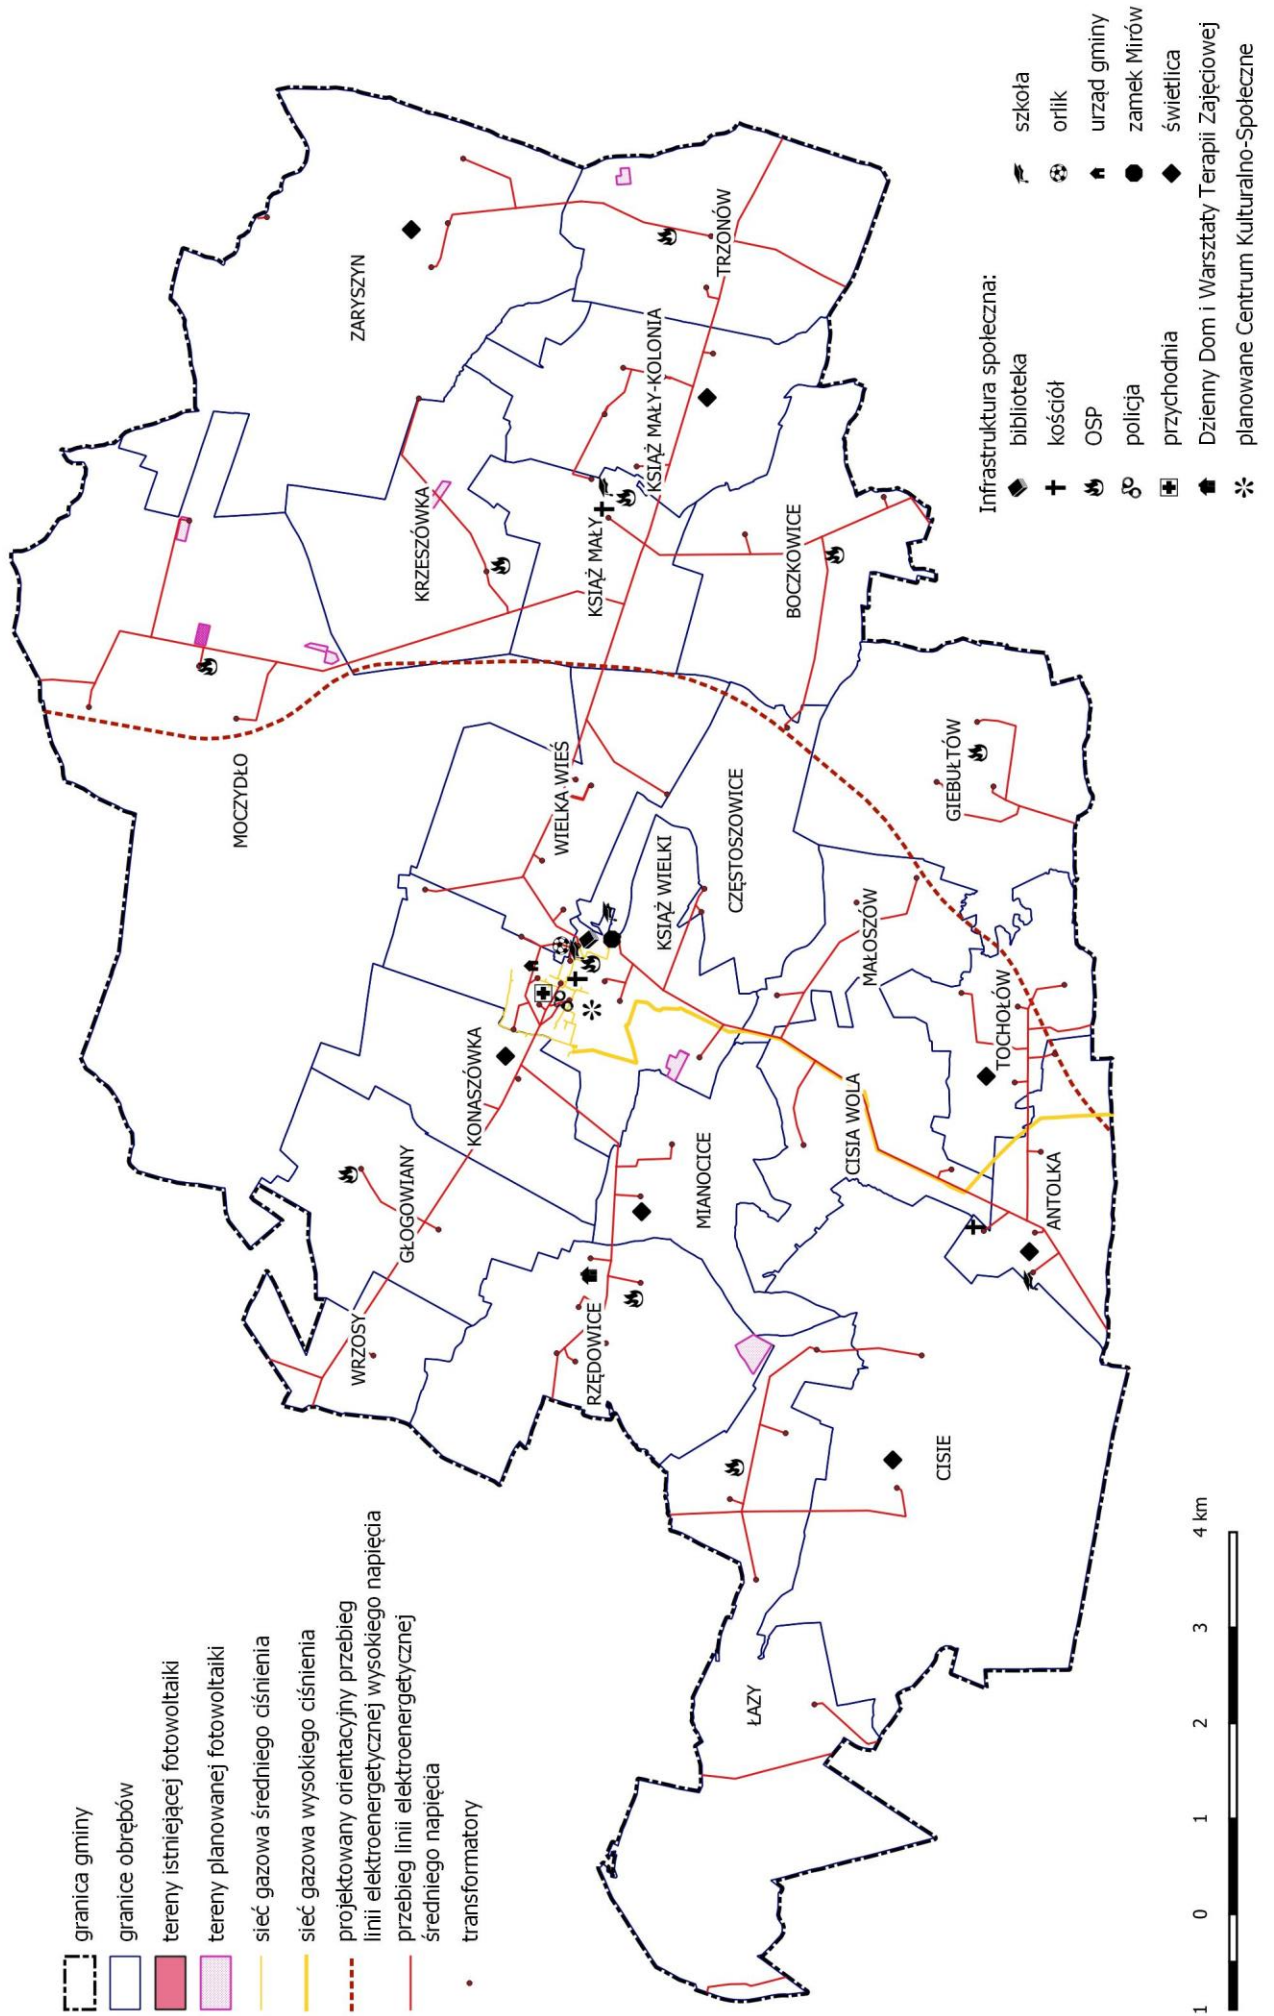 granica gminy
granice obrębów
tereny istniejącej fotowoltaiki
tereny planowanej fotowoltaiki
sieć gazowa średniego ciśnienia
sieć gazowa wysokiego ciśnienia
projektowany orientacyjny przebieg
linii elektroenergetycznej wysokiego napięcia
przebieg linii elektroenergetycznej
średniego napięcia
transformatory
MOCZYDŁO
ZARYSZYN
WRZOSY
GŁOGOWIANY
KONASZÓWKA
KRZESZÓWKA
WIELKA WIEŚ
RZĘDOWICE
KSIĄŻ MAŁY
KSIĄŻ MAŁY-KOLONIA
KSIĄŻ WIELKI
MIANOCICE
TRZONÓW
CZĘSTOSZOWICE
ŁAZY
BOCZKOWICE
CISIA WOLA
MAŁOSZÓW
CISIE
GIEBUŁTÓW
TOCHOŁÓW
ANTOLKA
1 0 1 2 3 4 km
Infrastruktura społeczna:
biblioteka
kościół
OSP
policja
przychodnia
szkoła
orlik
urząd gminy
zamek Mirów
świetlica
Dzienny Dom i Warsztaty Terapii Zajęciowej
planowane Centrum Kulturalno-Społeczne